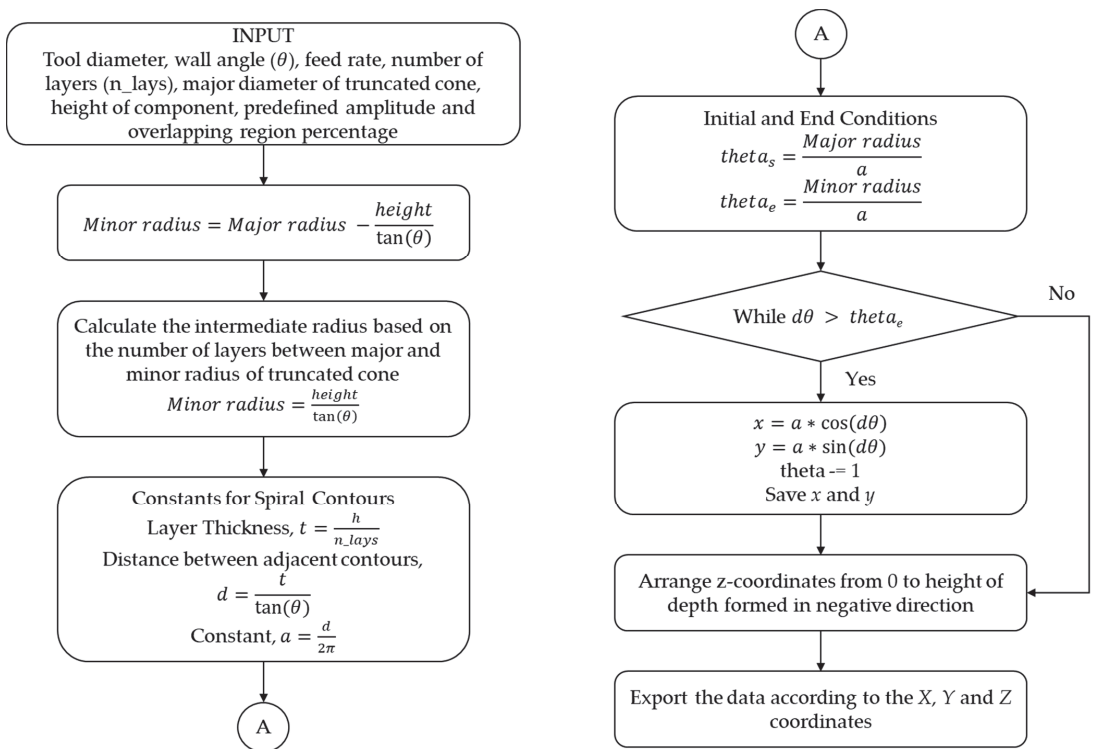 INPUT
Tool diameter, wall angle (θ), feed rate, number of
layers (n_lays), major diameter of truncated cone,
height of component, predefined amplitude and
overlapping region percentage
Minor radius = Major radius − height / tan(θ)
Calculate the intermediate radius based on
the number of layers between major and
minor radius of truncated cone
Minor radius = height / tan(θ)
Constants for Spiral Contours
Layer Thickness, t = h / n_lays
Distance between adjacent contours,
d = t / tan(θ)
Constant, a = d / 2π
A
A
Initial and End Conditions
theta_s = Major radius / a
theta_e = Minor radius / a
While dθ > theta_e
No
Yes
x = a * cos(dθ)
y = a * sin(dθ)
theta -= 1
Save x and y
Arrange z-coordinates from 0 to height of
depth formed in negative direction
Export the data according to the X, Y and Z
coordinates